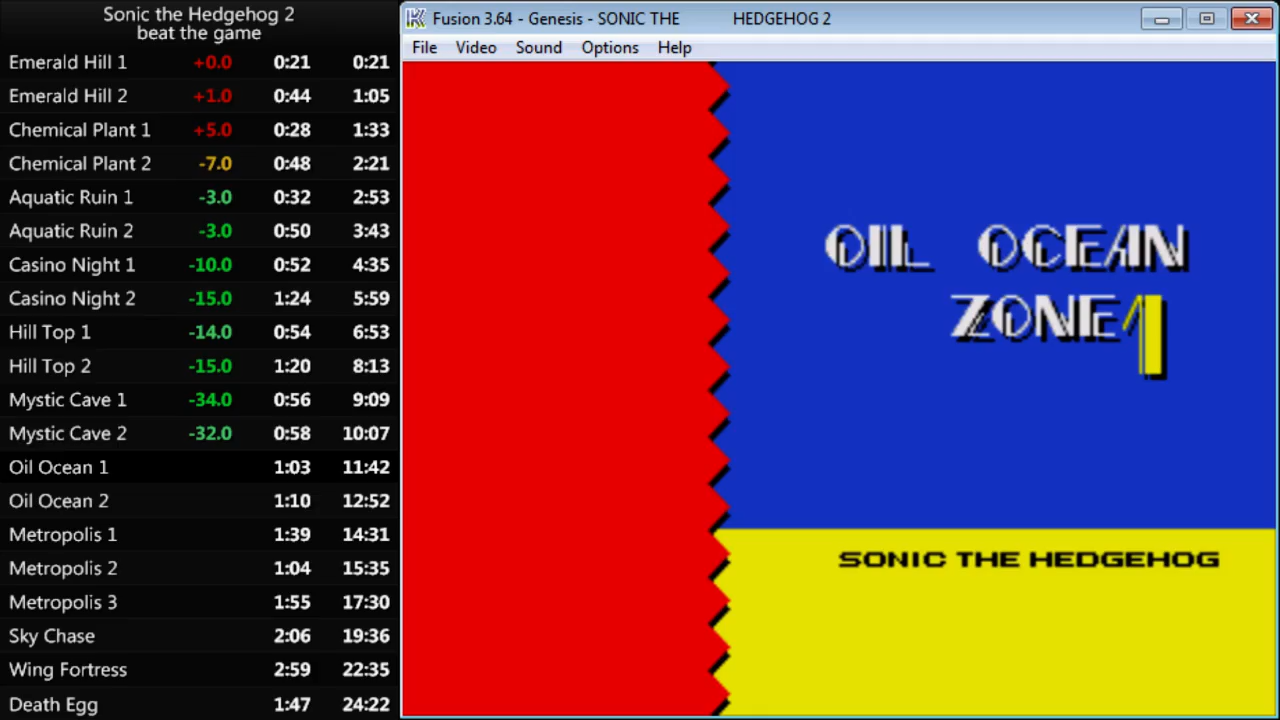 Sonic the Hedgehog 2
beat the game
Emerald Hill 1 +0.0 0:21 0:21
Emerald Hill 2 +1.0 0:44 1:05
Chemical Plant 1 +5.0 0:28 1:33
Chemical Plant 2 -7.0 0:48 2:21
Aquatic Ruin 1 -3.0 0:32 2:53
Aquatic Ruin 2 -3.0 0:50 3:43
Casino Night 1 -10.0 0:52 4:35
Casino Night 2 -15.0 1:24 5:59
Hill Top 1 -14.0 0:54 6:53
Hill Top 2 -15.0 1:20 8:13
Mystic Cave 1 -34.0 0:56 9:09
Mystic Cave 2 -32.0 0:58 10:07
Oil Ocean 1 1:03 11:42
Oil Ocean 2 1:10 12:52
Metropolis 1 1:39 14:31
Metropolis 2 1:04 15:35
Metropolis 3 1:55 17:30
Sky Chase 2:06 19:36
Wing Fortress 2:59 22:35
Death Egg 1:47 24:22
Fusion 3.64 - Genesis - SONIC THE HEDGEHOG 2
File Video Sound Options Help
OIL OCEAN
ZONE 1
SONIC THE HEDGEHOG